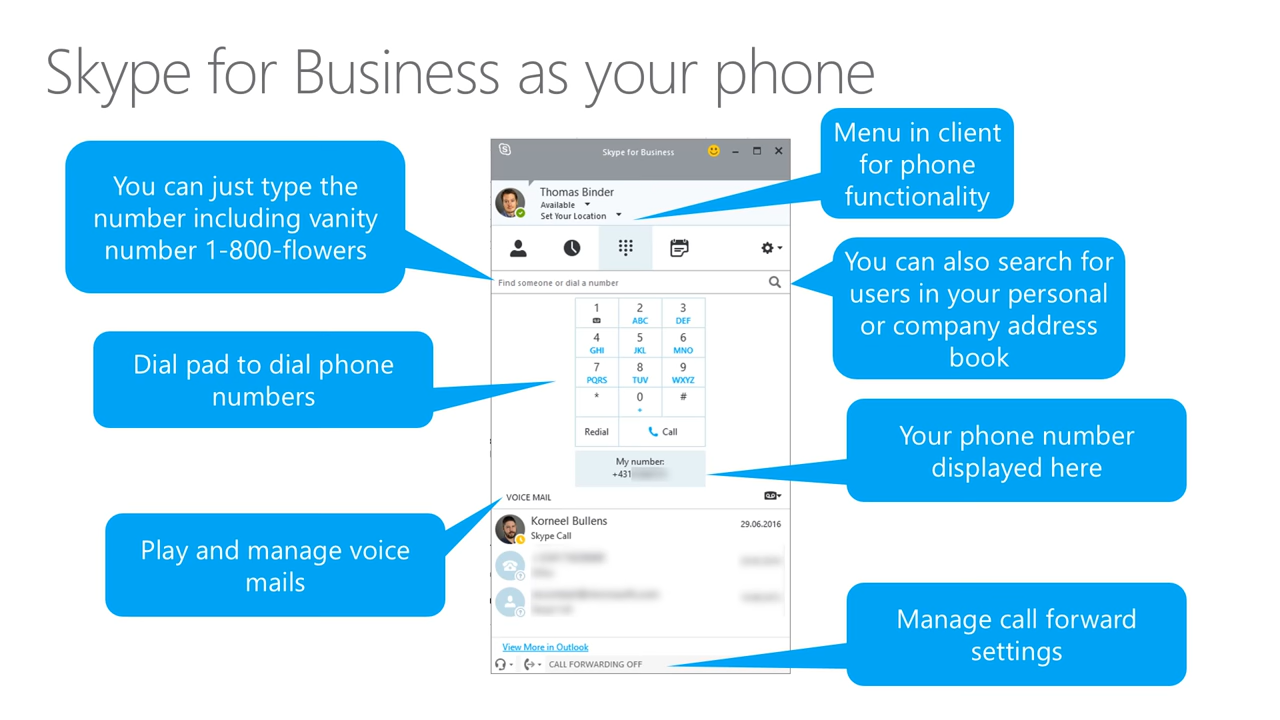 Skype for Business as your phone
You can just type the
number including vanity
number 1-800-flowers
Dial pad to dial phone
numbers
Play and manage voice
mails
Skype for Business
Thomas Binder
Available
Set Your Location
Find someone or dial a number
1 2 3
ABC DEF
4 5 6
GHI JKL MNO
7 8 9
PQRS TUV WXYZ
* 0 #
+
Redial Call
My number:
+431
VOICE MAIL
Korneel Bullens 29.06.2016
Skype Call
View More in Outlook
CALL FORWARDING OFF
Menu in client
for phone
functionality
You can also search for
users in your personal
or company address
book
Your phone number
displayed here
Manage call forward
settings